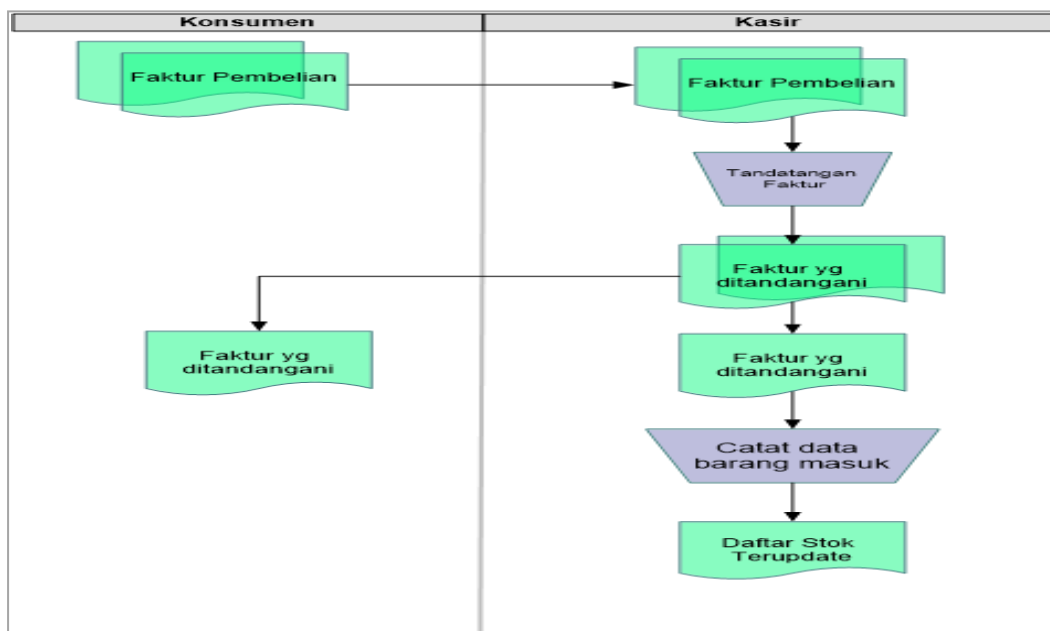 Konsumen
Kasir
Faktur Pembelian
Faktur Pembelian
Tandatangan
Faktur
Faktur yg
ditandangani
Faktur yg
ditandangani
Faktur yg
ditandangani
Catat data
barang masuk
Daftar Stok
Terupdate